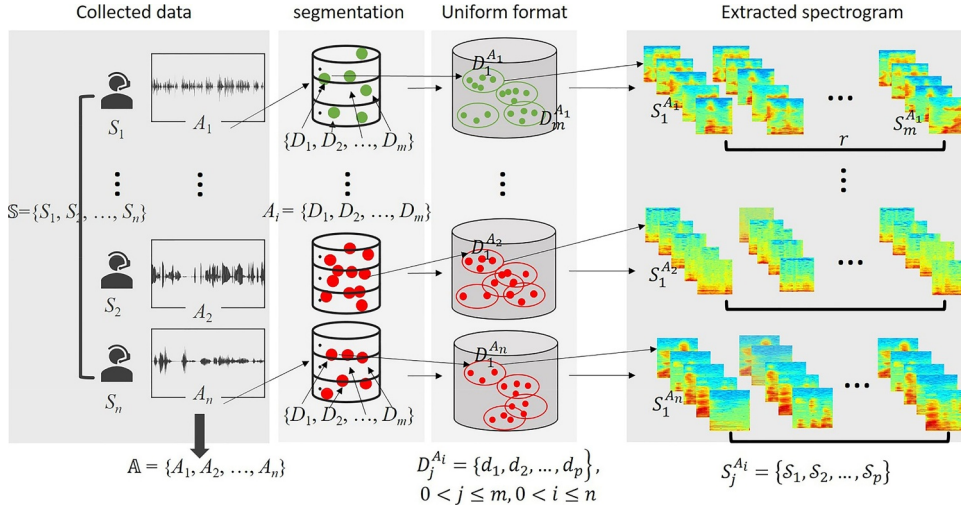 Collected data
segmentation
Uniform format
Extracted spectrogram
S₁
A₁
{D₁, D₂, …, Dₘ}
D₁^{A₁}
Dₘ^{A₁}
S₁^{A₁}
Sₘ^{A₁}
r
𝕊={S₁, S₂, …, Sₙ}
Aᵢ = {D₁, D₂, …, Dₘ}
S₂
A₂
D₁^{A₂}
S₁^{A₂}
Sₙ
Aₙ
{D₁, D₂, …, Dₘ}
D₁^{Aₙ}
S₁^{Aₙ}
𝔸 = {A₁, A₂, …, Aₙ}
Dⱼ^{Aᵢ} = {d₁, d₂, …, dₚ},
0 < j ≤ m, 0 < i ≤ n
Sⱼ^{Aᵢ} = {𝒮₁, 𝒮₂, …, 𝒮ₚ}